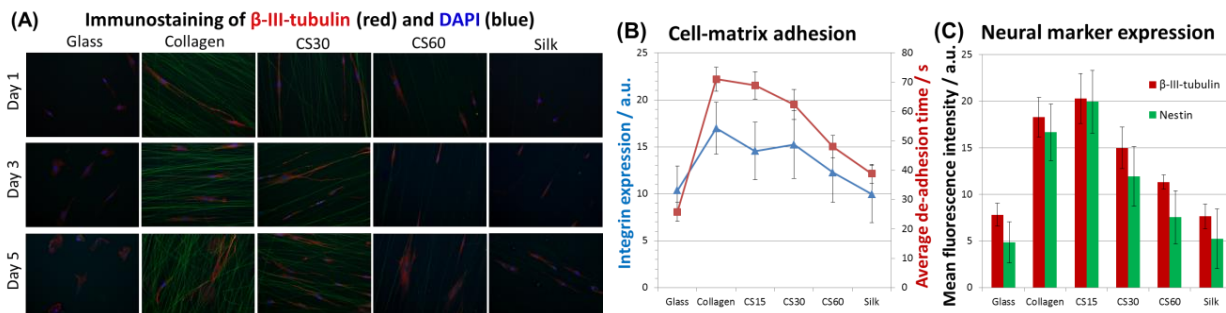 (A)
Immunostaining of β-III-tubulin (red) and DAPI (blue)
Glass Collagen CS30 CS60 Silk
Day 1
Day 3
Day 5
(B)
Cell-matrix adhesion
Integrin expression / a.u.
25
20
15
10
5
0
80
70
60
50
40
30
20
10
0
Average de-adhesion time / s
Glass Collagen CS15 CS30 CS60 Silk
(C)
Neural marker expression
Mean fluorescence intensity / a.u.
25
20
15
10
5
0
β-III-tubulin
Nestin
Glass Collagen CS15 CS30 CS60 Silk